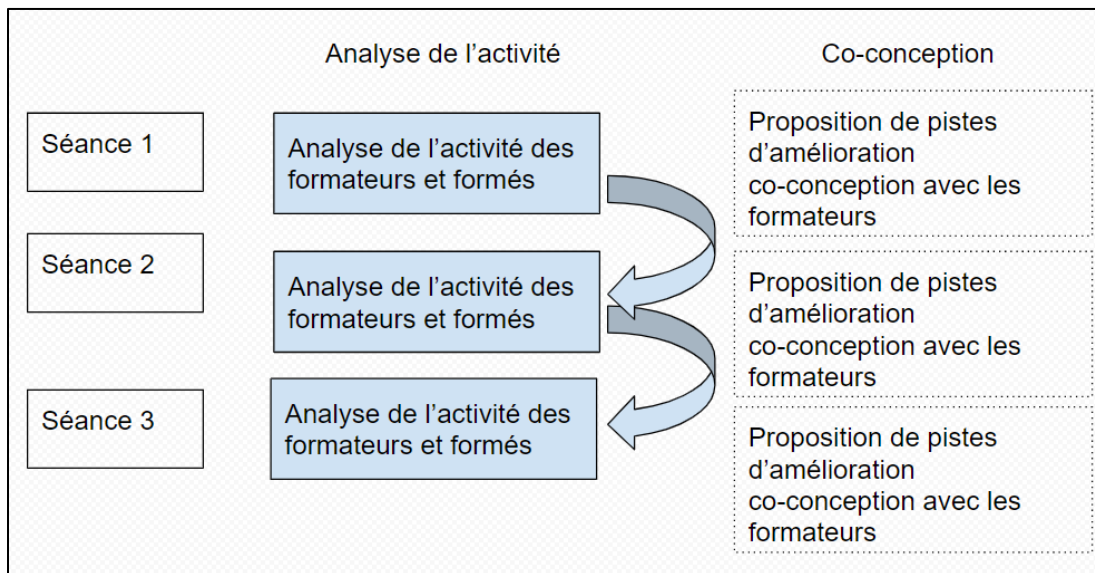 Analyse de l’activité
Co-conception
Séance 1
Analyse de l’activité des
formateurs et formés
Proposition de pistes
d’amélioration
co-conception avec les
formateurs
Séance 2
Analyse de l’activité des
formateurs et formés
Proposition de pistes
d’amélioration
co-conception avec les
formateurs
Séance 3
Analyse de l’activité des
formateurs et formés
Proposition de pistes
d’amélioration
co-conception avec les
formateurs